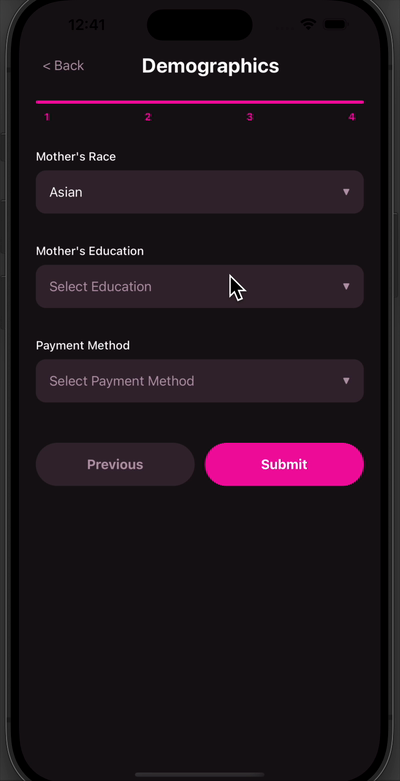 12:41
< Back
Demographics
1 2 3 4
Mother's Race
Asian
Mother's Education
Select Education
Payment Method
Select Payment Method
Previous
Submit